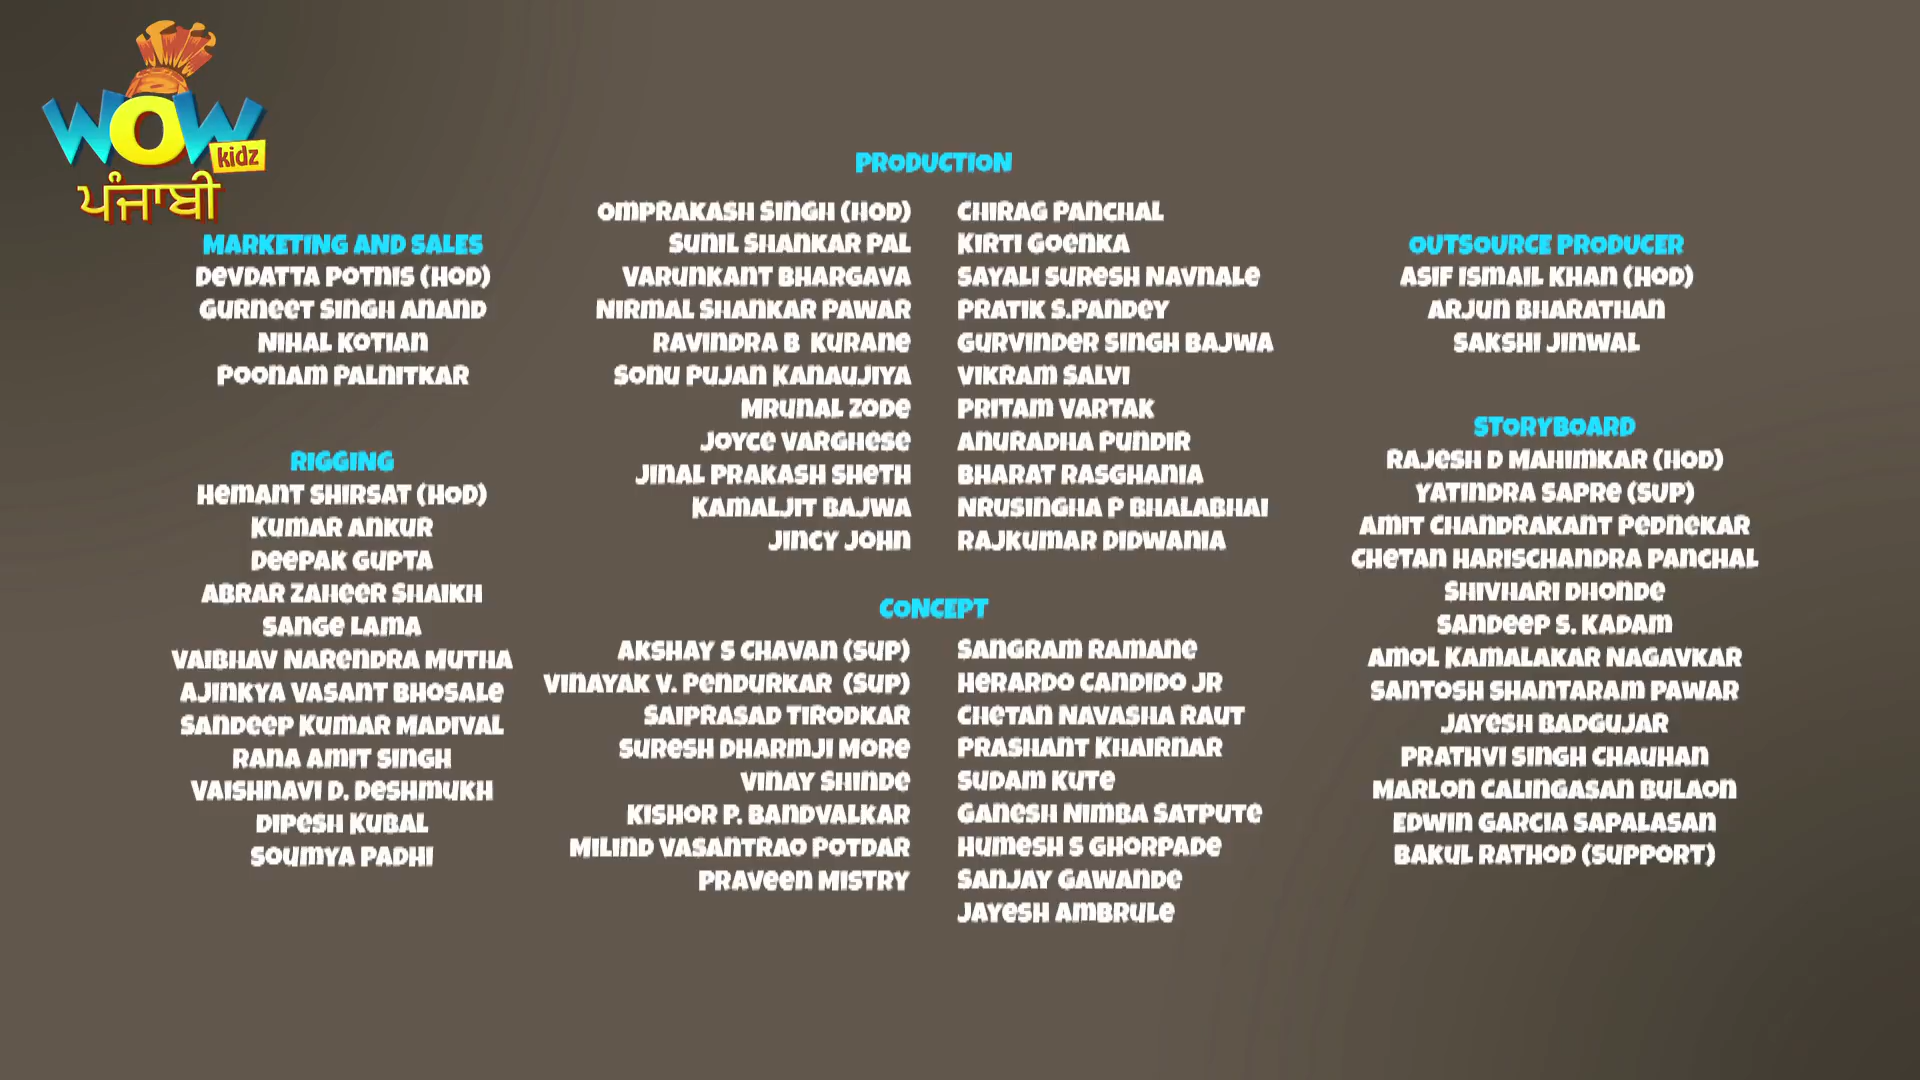 WOW
kidz
ਪੰਜਾਬੀ
MARKETING AND SALES
DEVDATTA POTNIS (HOD)
GURNEET SINGH ANAND
NIHAL KOTIAN
POONAM PALNITKAR
RIGGING
HEMANT SHIRSAT (HOD)
KUMAR ANKUR
DEEPAK GUPTA
ABRAR ZAHEER SHAIKH
SANGE LAMA
VAIBHAV NARENDRA MUTHA
AJINKYA VASANT BHOSALE
SANDEEP KUMAR MADIVAL
RANA AMIT SINGH
VAISHNAVI D. DESHMUKH
DIPESH KUBAL
SOUMYA PADHI
PRODUCTION
OMPRAKASH SINGH (HOD) CHIRAG PANCHAL
SUNIL SHANKAR PAL KIRTI GOENKA
VARUNKANT BHARGAVA SAYALI SURESH NAVNALE
NIRMAL SHANKAR PAWAR PRATIK S.PANDEY
RAVINDRA B KURANE GURVINDER SINGH BAJWA
SONU PUJAN KANAUJIYA VIKRAM SALVI
MRUNAL ZODE PRITAM VARTAK
JOYCE VARGHESE ANURADHA PUNDIR
JINAL PRAKASH SHETH BHARAT RASGHANIA
KAMALJIT BAJWA NRUSINGHA P BHALABHAI
JINCY JOHN RAJKUMAR DIDWANIA
CONCEPT
AKSHAY S CHAVAN (SUP) SANGRAM RAMANE
VINAYAK V. PENDURKAR (SUP) HERARDO CANDIDO JR
SAIPRASAD TIRODKAR CHETAN NAVASHA RAUT
SURESH DHARMJI MORE PRASHANT KHAIRNAR
VINAY SHINDE SUDAM KUTE
KISHOR P. BANDVALKAR GANESH NIMBA SATPUTE
MILIND VASANTRAO POTDAR HUMESH S GHORPADE
PRAVEEN MISTRY SANJAY GAWANDE
JAYESH AMBRULE
OUTSOURCE PRODUCER
ASIF ISMAIL KHAN (HOD)
ARJUN BHARATHAN
SAKSHI JINWAL
STORYBOARD
RAJESH D MAHIMKAR (HOD)
YATINDRA SAPRE (SUP)
AMIT CHANDRAKANT PEDNEKAR
CHETAN HARISCHANDRA PANCHAL
SHIVHARI DHONDE
SANDEEP S. KADAM
AMOL KAMALAKAR NAGAVKAR
SANTOSH SHANTARAM PAWAR
JAYESH BADGUJAR
PRATHVI SINGH CHAUHAN
MARLON CALINGASAN BULAON
EDWIN GARCIA SAPALASAN
BAKUL RATHOD (SUPPORT)